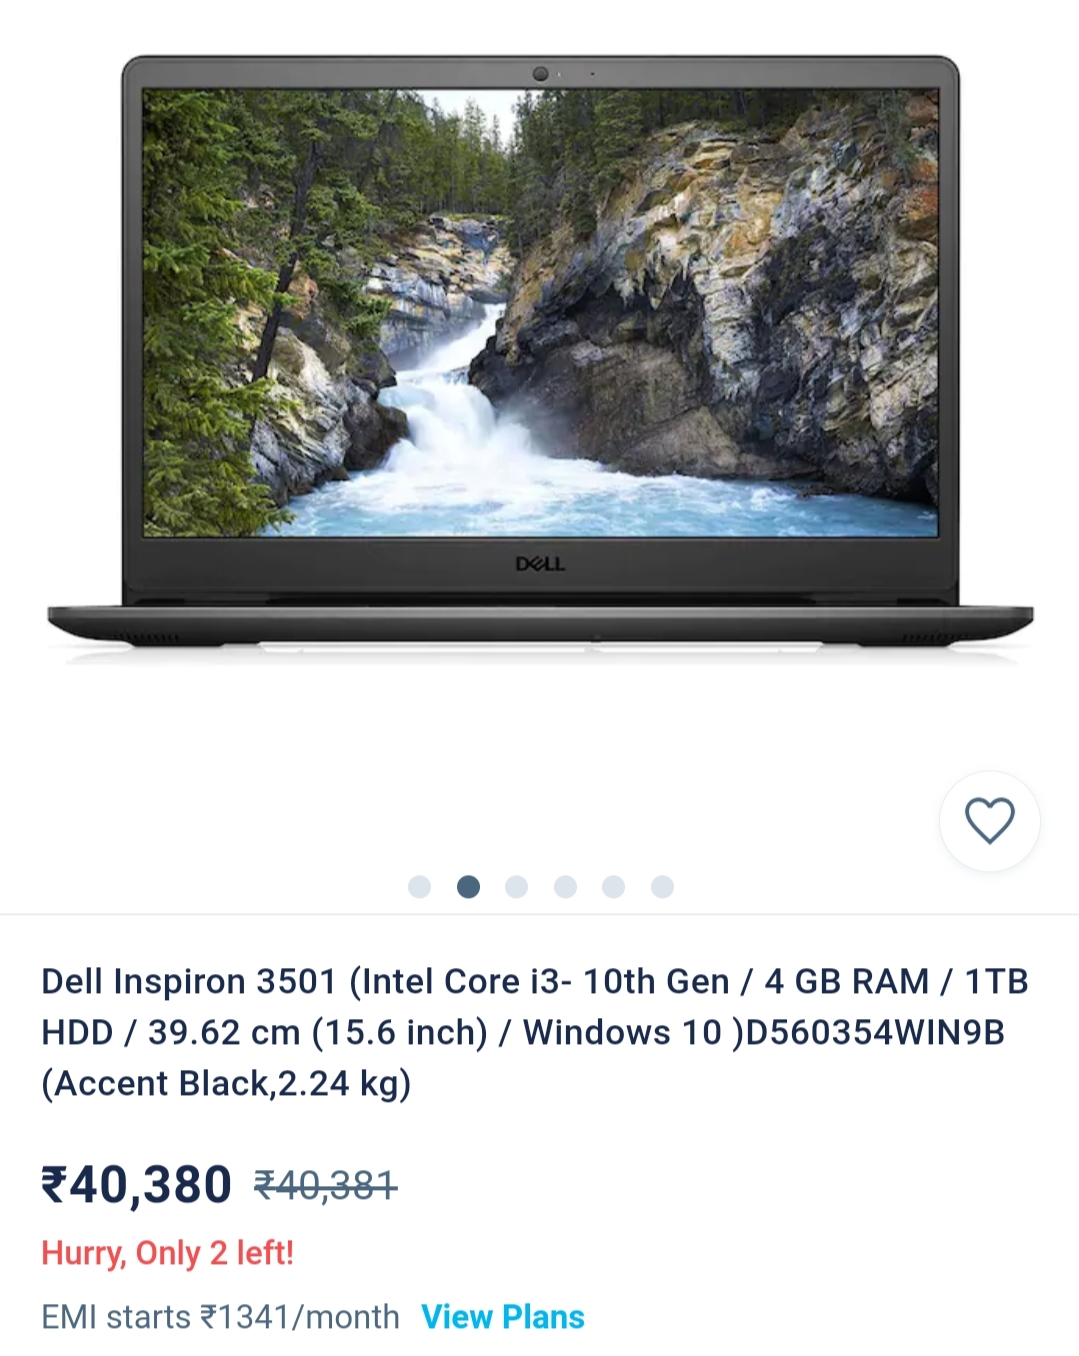 DELL
Dell Inspiron 3501 (Intel Core i3- 10th Gen / 4 GB RAM / 1TB
HDD / 39.62 cm (15.6 inch) / Windows 10 )D560354WIN9B
(Accent Black,2.24 kg)
₹40,380 ₹40,381
Hurry, Only 2 left!
EMI starts ₹1341/month View Plans